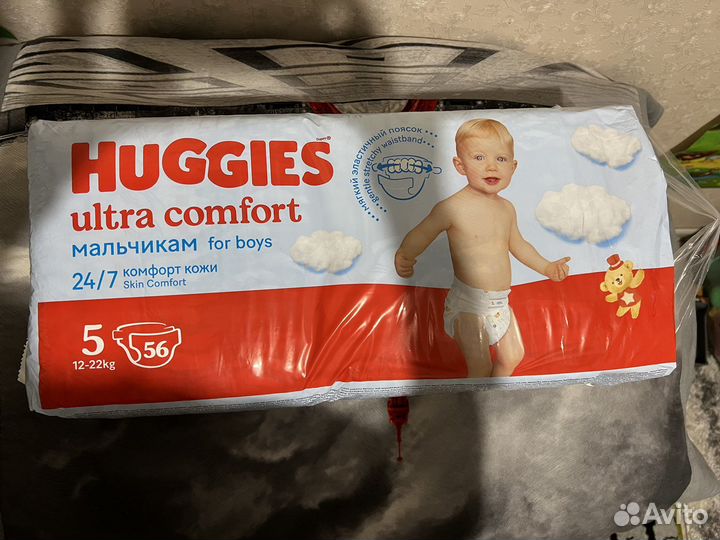 HUGGIES
ultra comfort
мальчикам for boys
24/7 комфорт кожи
Skin Comfort
мягкий эластичный поясок
gentle stretchy waistband
5
12-22kg
56
Avito